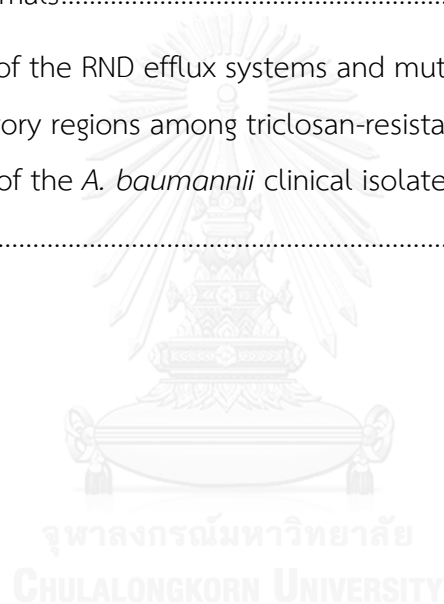 mals..........................................................
of the RND efflux systems and mut
ory regions among triclosan-resista
of the A. baumannii clinical isolate
..............................................................................
จุฬาลงกรณ์มหาวิทยาลัย
CHULALONGKORN UNIVERSITY